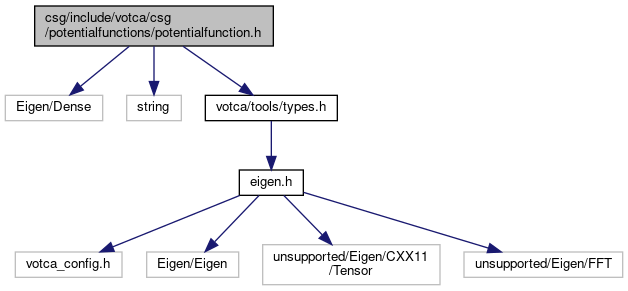 csg/include/votca/csg
/potentialfunctions/potentialfunction.h
Eigen/Dense
string
votca/tools/types.h
eigen.h
votca_config.h
Eigen/Eigen
unsupported/Eigen/CXX11
/Tensor
unsupported/Eigen/FFT